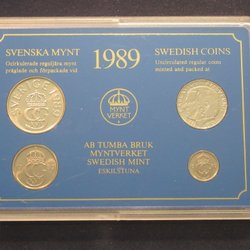 SVENSKA MYNT
Ocirkulerade reguljära mynt
präglade och förpackade vid
1989
SWEDISH COINS
Uncirculated regular coins
minted and packed at
SVERIGE 1989
MYNT
VERKET
AB TUMBA BRUK
MYNTVERKET
SWEDISH MINT
ESKILSTUNA